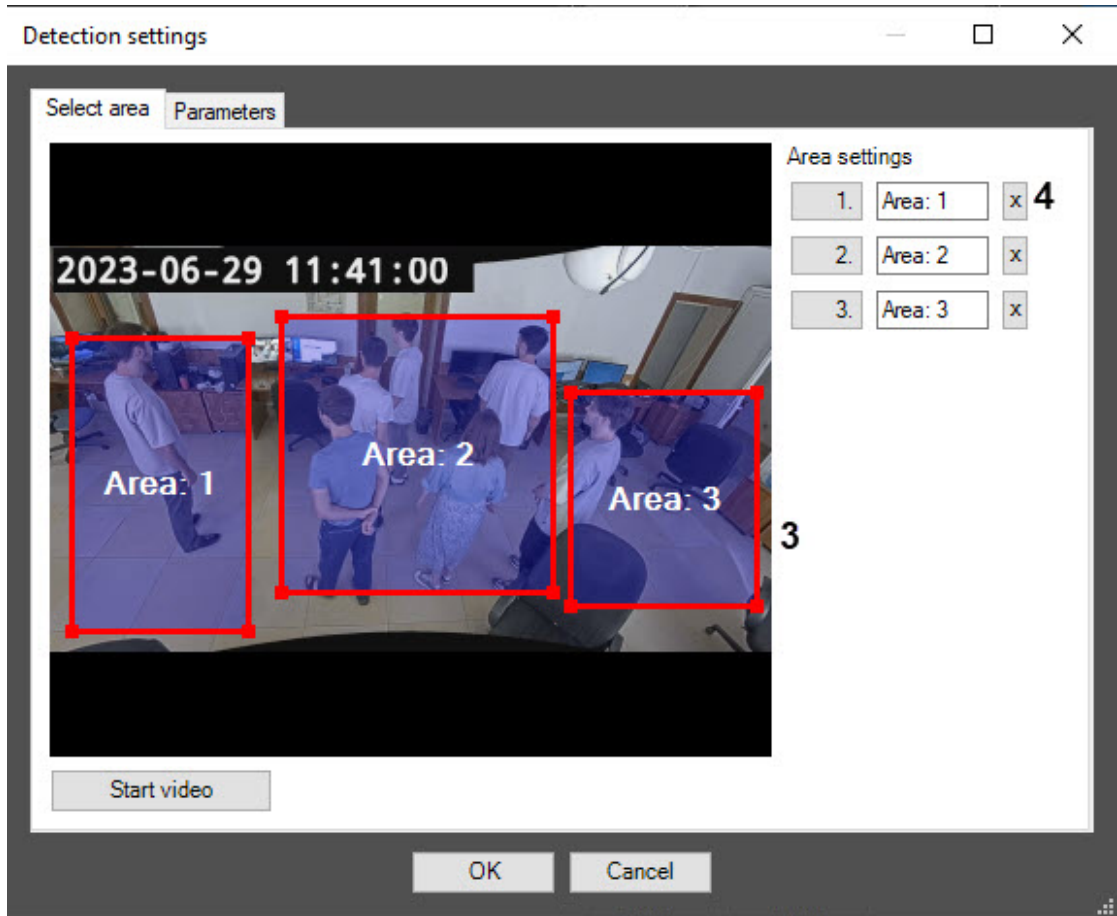 Detection settings
Select area
Parameters
Area settings
1. Area: 1 x 4
2. Area: 2 x
3. Area: 3 x
2023-06-29 11:41:00
Area: 1
Area: 2
Area: 3
3
Start video
OK
Cancel